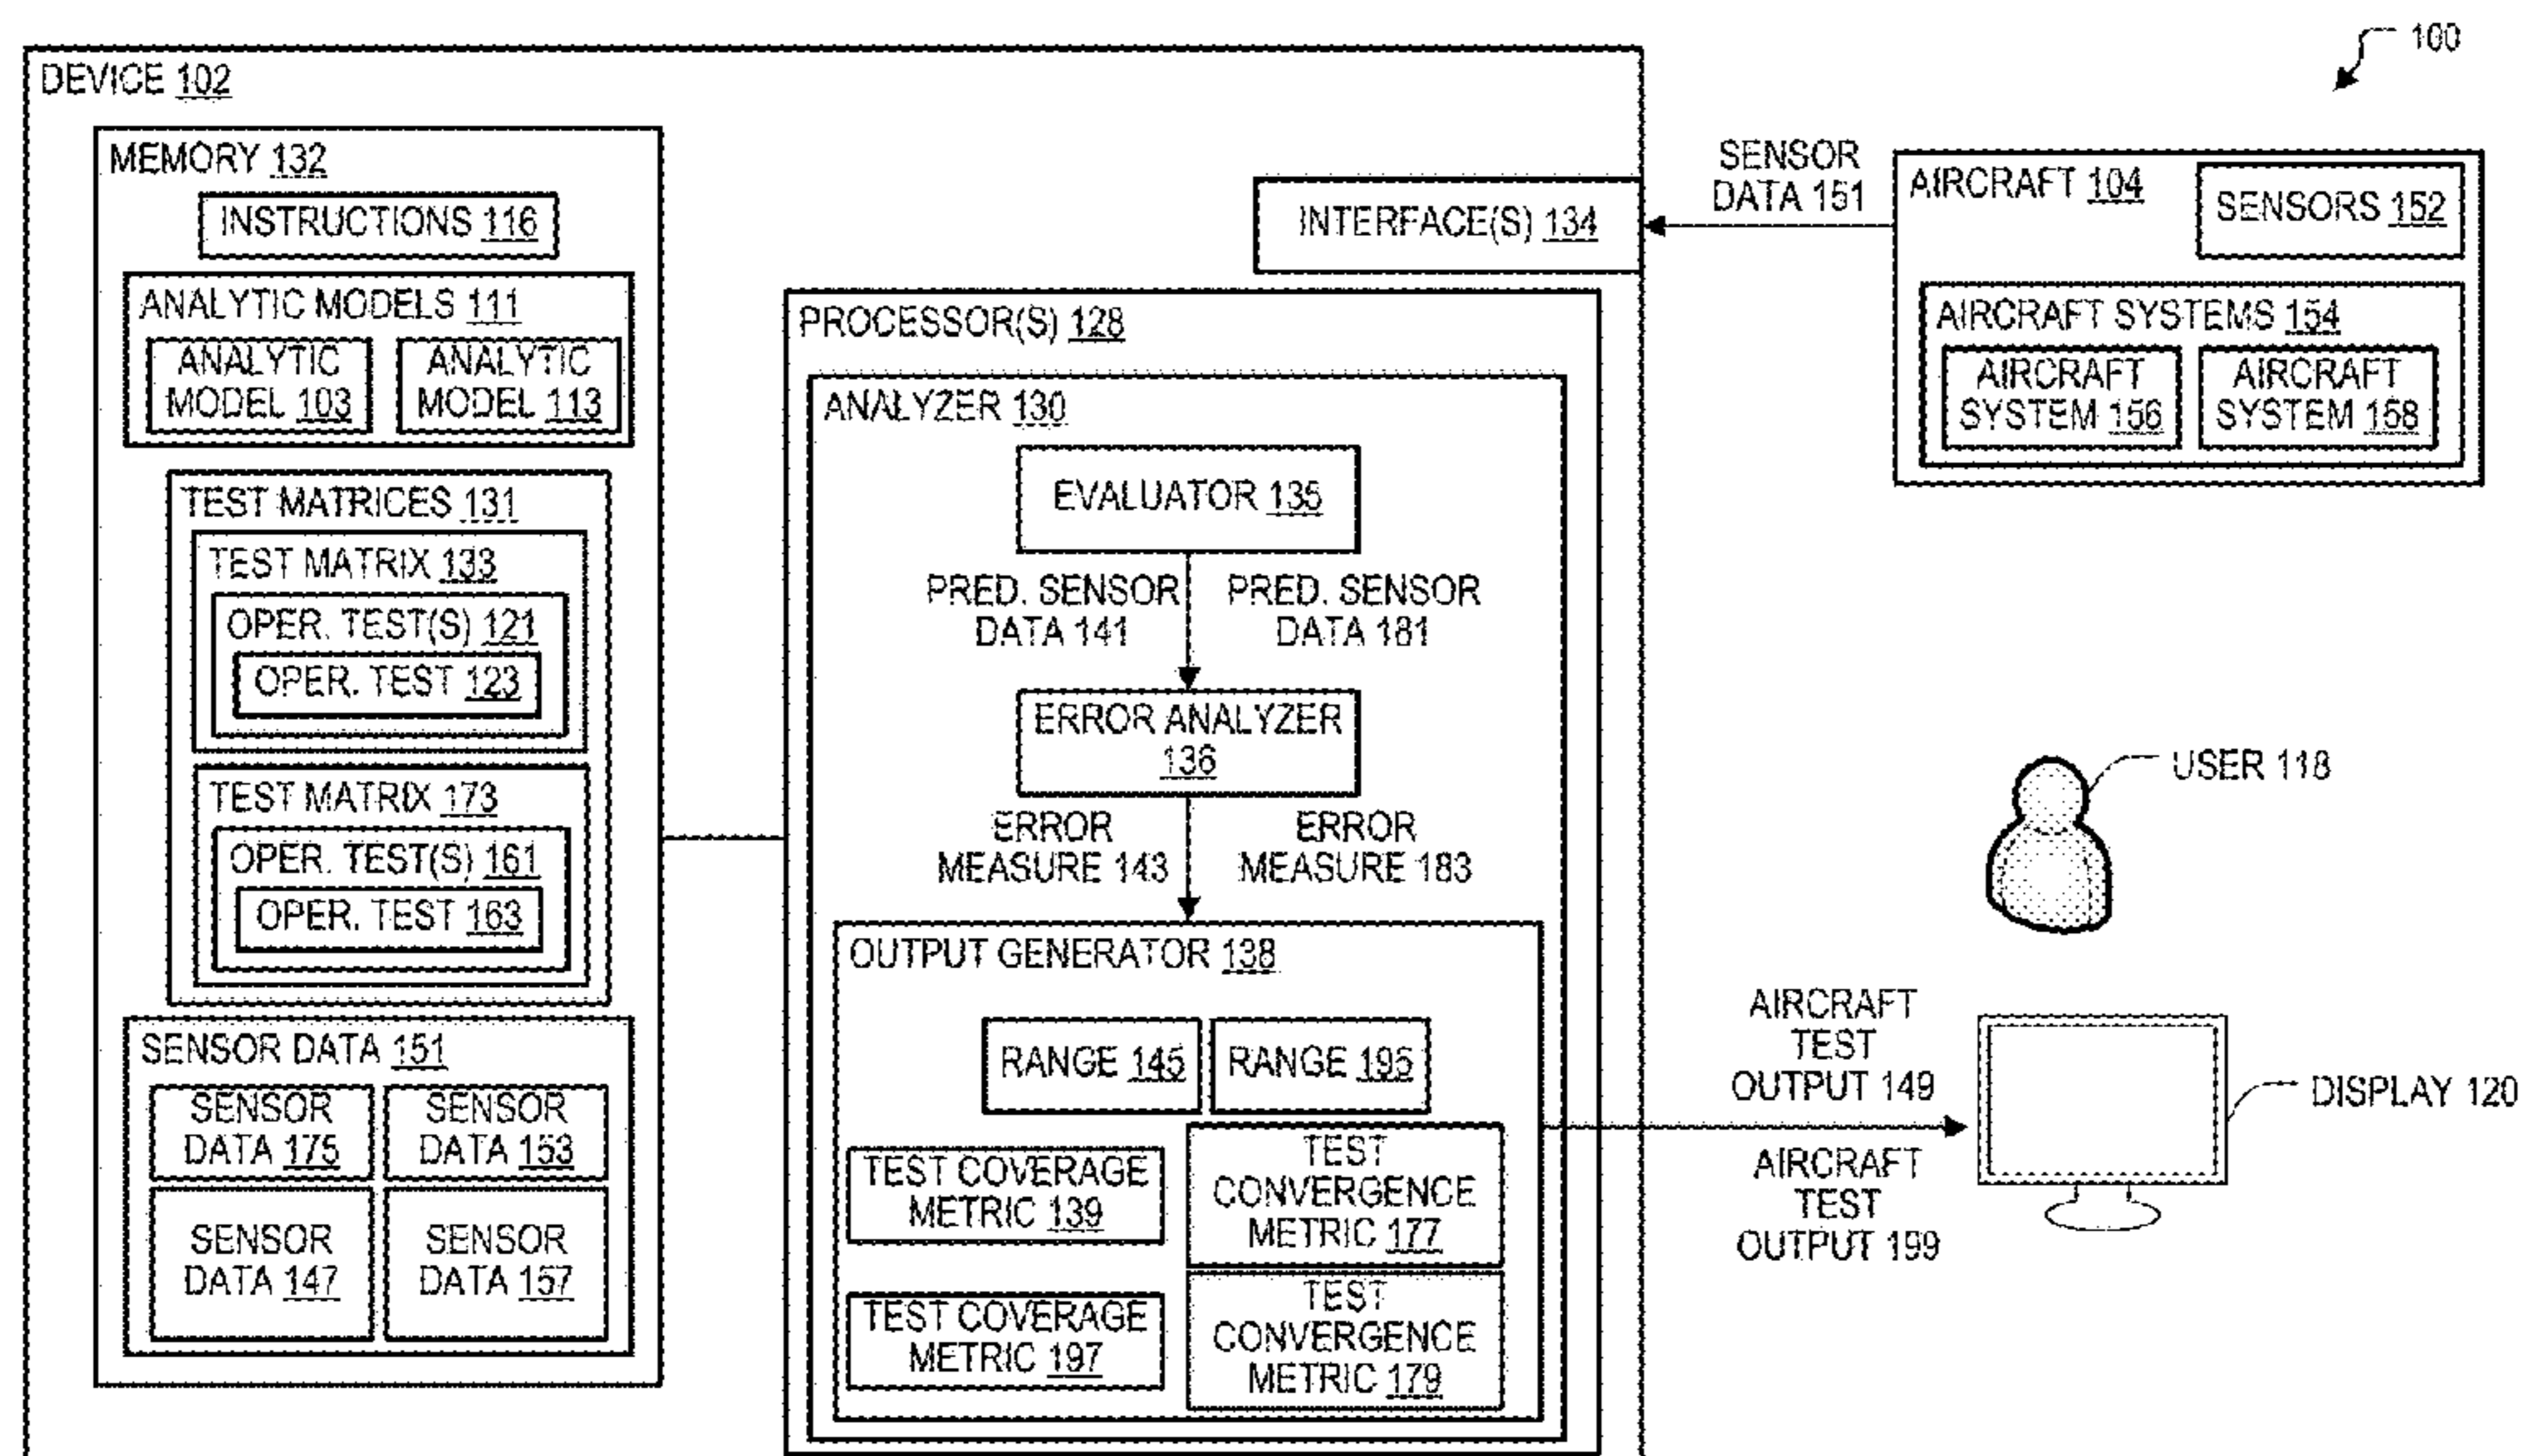 100
DEVICE 102
MEMORY 132
INSTRUCTIONS 116
ANALYTIC MODELS 111
ANALYTIC
MODEL 103
ANALYTIC
MODEL 113
TEST MATRICES 131
TEST MATRIX 133
OPER. TEST(S) 121
OPER. TEST 123
TEST MATRIX 173
OPER. TEST(S) 161
OPER. TEST 163
SENSOR DATA 151
SENSOR
DATA 175
SENSOR
DATA 153
SENSOR
DATA 147
SENSOR
DATA 157
INTERFACE(S) 134
PROCESSOR(S) 128
ANALYZER 130
EVALUATOR 135
PRED. SENSOR
DATA 141
PRED. SENSOR
DATA 181
ERROR ANALYZER
136
ERROR
MEASURE 143
ERROR
MEASURE 183
OUTPUT GENERATOR 138
RANGE 145
RANGE 195
TEST COVERAGE
METRIC 139
TEST
CONVERGENCE
METRIC 177
TEST COVERAGE
METRIC 197
TEST
CONVERGENCE
METRIC 179
SENSOR
DATA 151
AIRCRAFT 104
SENSORS 152
AIRCRAFT SYSTEMS 154
AIRCRAFT
SYSTEM 156
AIRCRAFT
SYSTEM 158
USER 118
AIRCRAFT
TEST
OUTPUT 149
AIRCRAFT
TEST
OUTPUT 199
DISPLAY 120